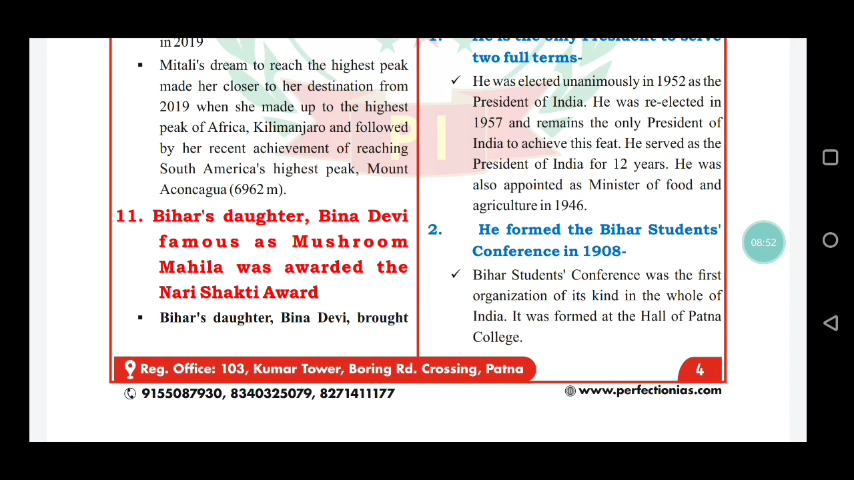 in 2019
▪ Mitali's dream to reach the highest peak
made her closer to her destination from
2019 when she made up to the highest
peak of Africa, Kilimanjaro and followed
by her recent achievement of reaching
South America's highest peak, Mount
Aconcagua (6962 m).
11. Bihar's daughter, Bina Devi
famous as Mushroom
Mahila was awarded the
Nari Shakti Award
▪ Bihar's daughter, Bina Devi, brought
1. He is the only President to serve
two full terms-
✓ He was elected unanimously in 1952 as the
President of India. He was re-elected in
1957 and remains the only President of
India to achieve this feat. He served as the
President of India for 12 years. He was
also appointed as Minister of food and
agriculture in 1946.
2. He formed the Bihar Students'
Conference in 1908-
✓ Bihar Students' Conference was the first
organization of its kind in the whole of
India. It was formed at the Hall of Patna
College.
PI
Reg. Office: 103, Kumar Tower, Boring Rd. Crossing, Patna
4
9155087930, 8340325079, 8271411177
www.perfectionias.com
08:52